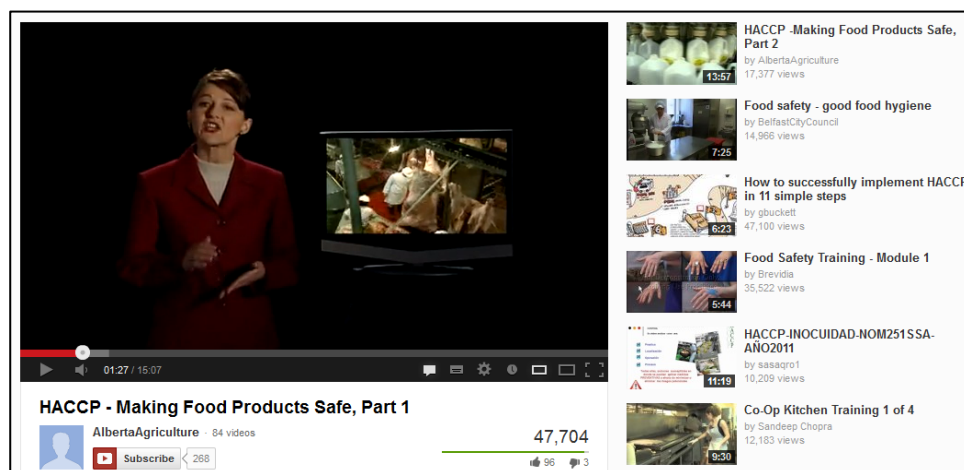 01:27 / 15:07
HACCP - Making Food Products Safe, Part 1
AlbertaAgriculture · 84 videos
Subscribe 268
47,704
96 3
13:57
HACCP -Making Food Products Safe,
Part 2
by AlbertaAgriculture
17,377 views
7:25
Food safety - good food hygiene
by BelfastCityCouncil
14,966 views
6:23
How to successfully implement HACCP
in 11 simple steps
by gbuckett
47,100 views
5:44
Food Safety Training - Module 1
by Brevidia
35,522 views
11:19
HACCP-INOCUIDAD-NOM251SSA-
AÑO2011
by sasaqro1
10,209 views
9:30
Co-Op Kitchen Training 1 of 4
by Sandeep Chopra
12,183 views